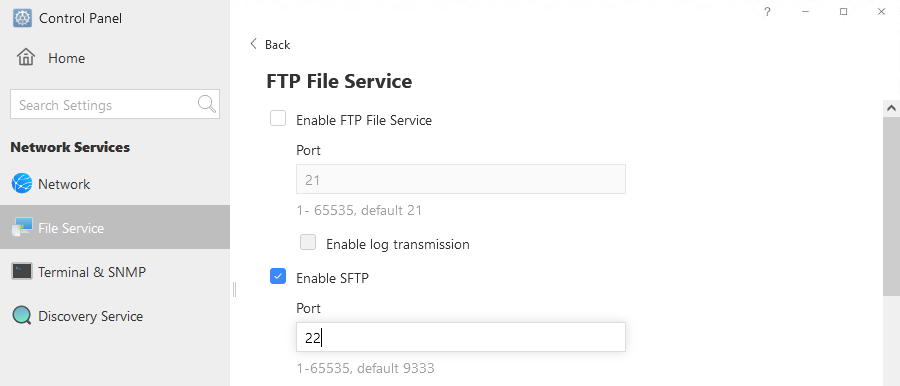 Control Panel
?
Home
Search Settings
Network Services
Network
File Service
Terminal & SNMP
Discovery Service
Back
FTP File Service
Enable FTP File Service
Port
21
1- 65535, default 21
Enable log transmission
Enable SFTP
Port
22
1-65535, default 9333